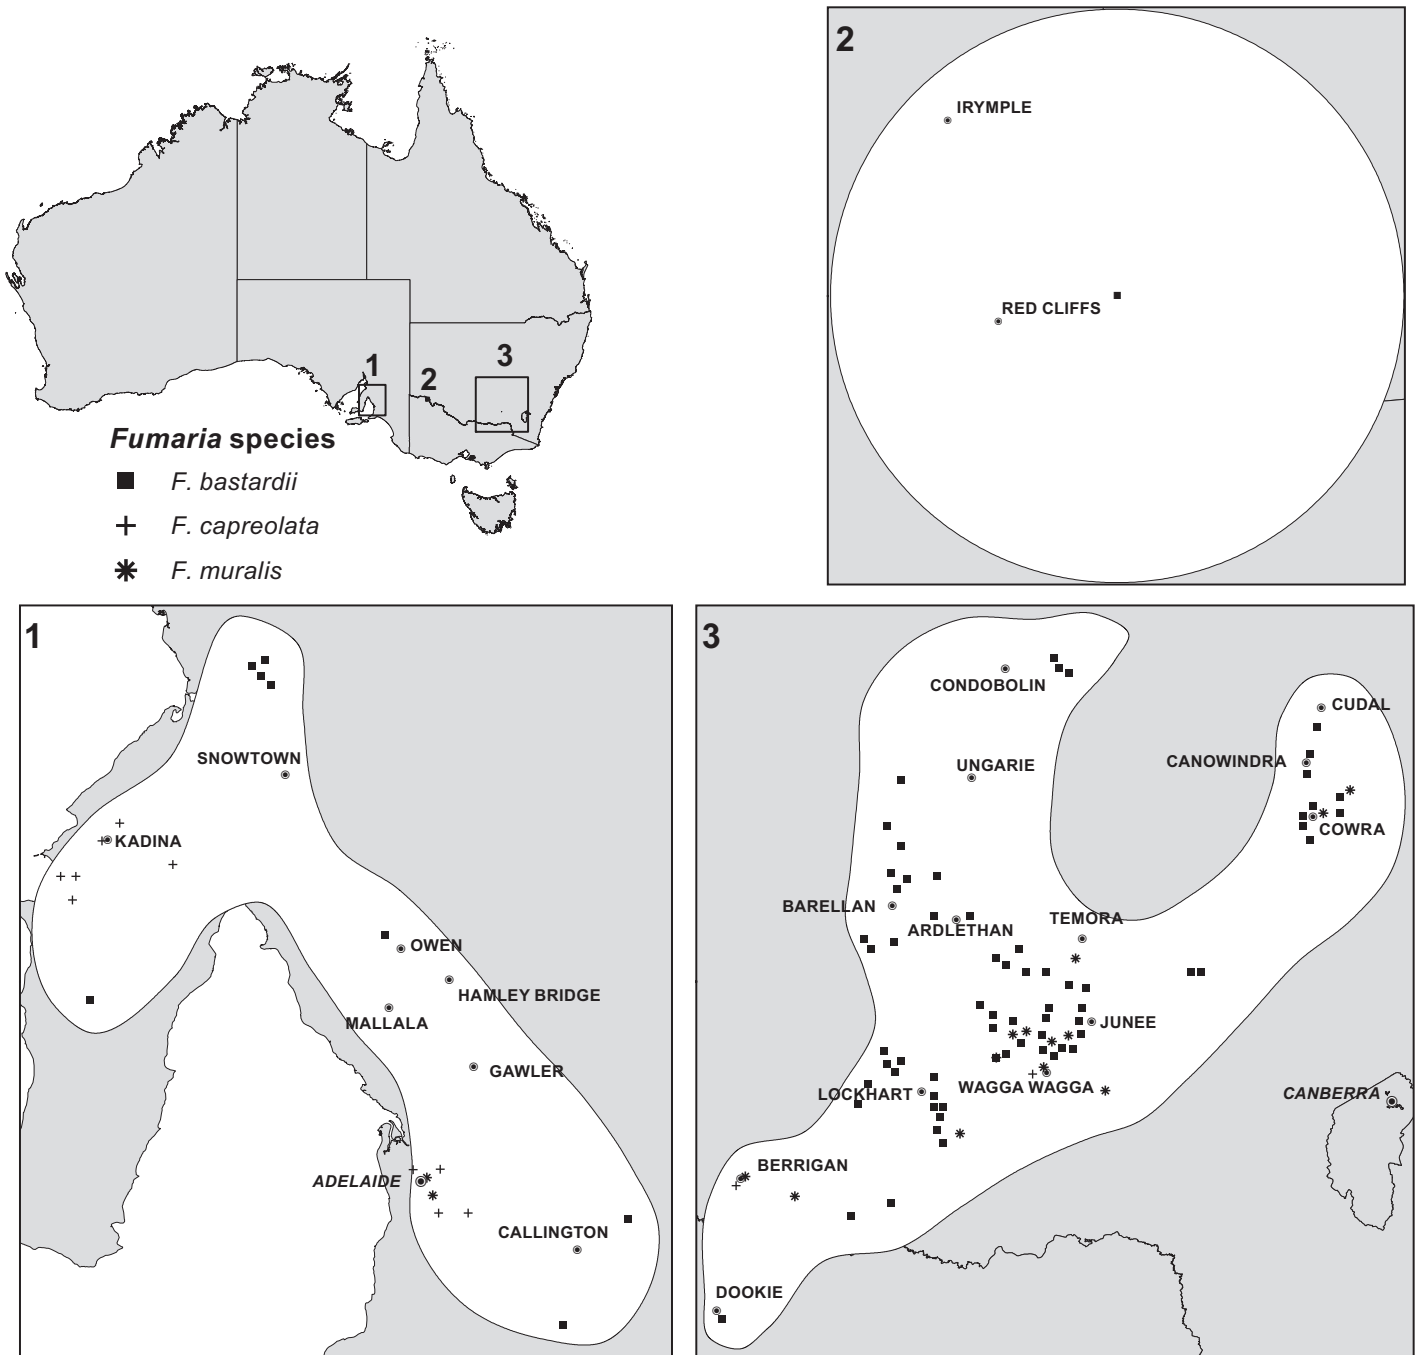 1
2
3
Fumaria species
F. bastardii
F. capreolata
F. muralis
2
IRYMPLE
RED CLIFFS
1
SNOWTOWN
KADINA
OWEN
HAMLEY BRIDGE
MALLALA
GAWLER
ADELAIDE
CALLINGTON
3
CONDOBOLIN
CUDAL
UNGARIE
CANOWINDRA
COWRA
BARELLAN
ARDLETHAN
TEMORA
JUNEE
LOCKHART
WAGGA WAGGA
CANBERRA
BERRIGAN
DOOKIE